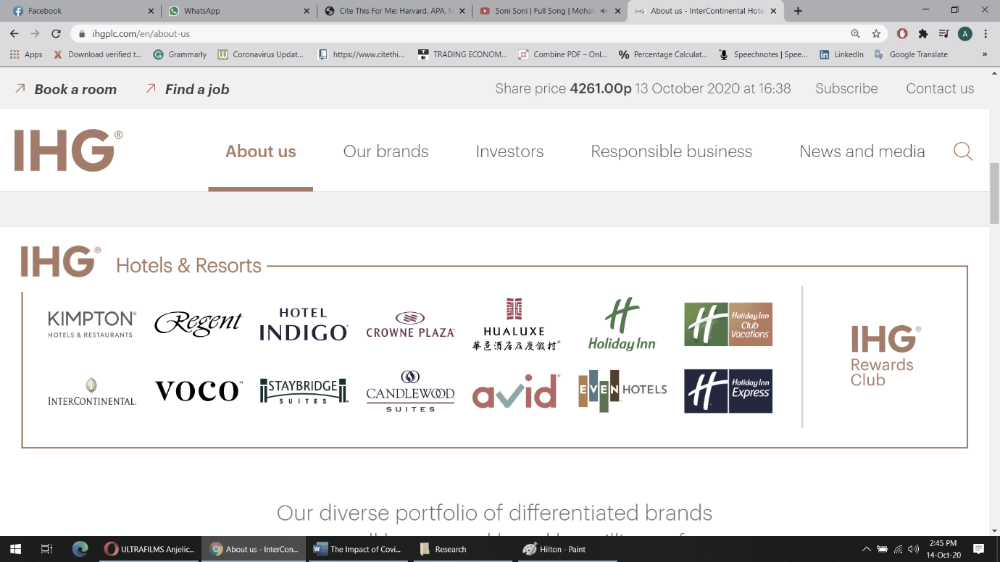 Facebook
WhatsApp
Cite This For Me: Harvard, APA, M
Soni Soni | Full Song | Mohab
IHG About us - InterContinental Hote
ihgplc.com/en/about-us
A
Apps
Download verified t...
Grammarly
Coronavirus Updat...
https://www.citethi...
TRADING ECONOM...
Combine PDF – Onl...
Percentage Calculat...
Speechnotes | Spee...
LinkedIn
Google Translate
»
Book a room
Find a job
Share price 4261.00p 13 October 2020 at 16:38
Subscribe
Contact us
IHG®
About us
Our brands
Investors
Responsible business
News and media
IHG® Hotels & Resorts
KIMPTON®
HOTELS & RESTAURANTS
Regent
HOTEL
INDIGO®
CROWNE PLAZA®
HUALUXE
華邑酒店及度假村®
Holiday Inn
Holiday Inn
Club
Vacations
INTERCONTINENTAL.
VOCO™
STAYBRIDGE
SUITES®
CANDLEWOOD
SUITES
avid®
EVEN HOTELS
Holiday Inn
Express
IHG®
Rewards
Club
Our diverse portfolio of differentiated brands
ULTRAFILMS Anjelic...
About us - InterCon...
The Impact of Covi...
Research
Hilton - Paint
2:45 PM
14-Oct-20